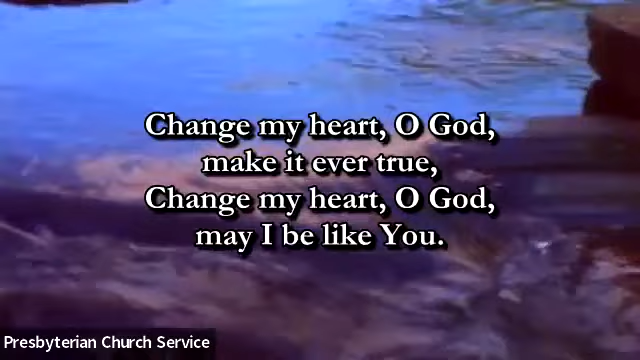 Change my heart, O God,
make it ever true,
Change my heart, O God,
may I be like You.
Presbyterian Church Service